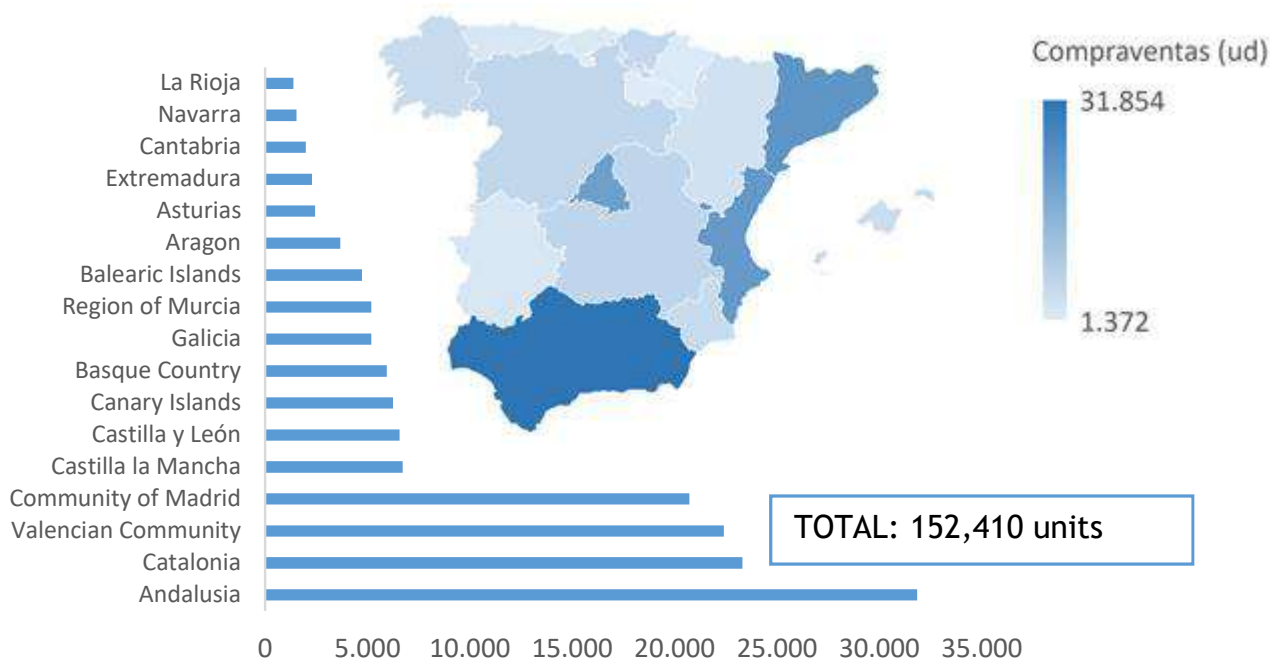 Compraventas (ud)
31.854
1.372
La Rioja
Navarra
Cantabria
Extremadura
Asturias
Aragon
Balearic Islands
Region of Murcia
Galicia
Basque Country
Canary Islands
Castilla y León
Castilla la Mancha
Community of Madrid
Valencian Community
Catalonia
Andalusia
TOTAL: 152,410 units
0 5.000 10.000 15.000 20.000 25.000 30.000 35.000